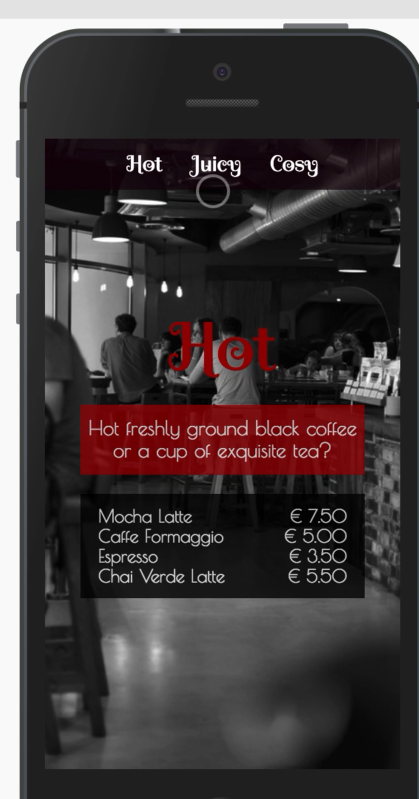 Hot Juicy Cosy
Hot
Hot freshly ground black coffee
or a cup of exquisite tea?
Mocha Latte € 7.50
Caffe Formaggio € 5.00
Espresso € 3.50
Chai Verde Latte € 5.50